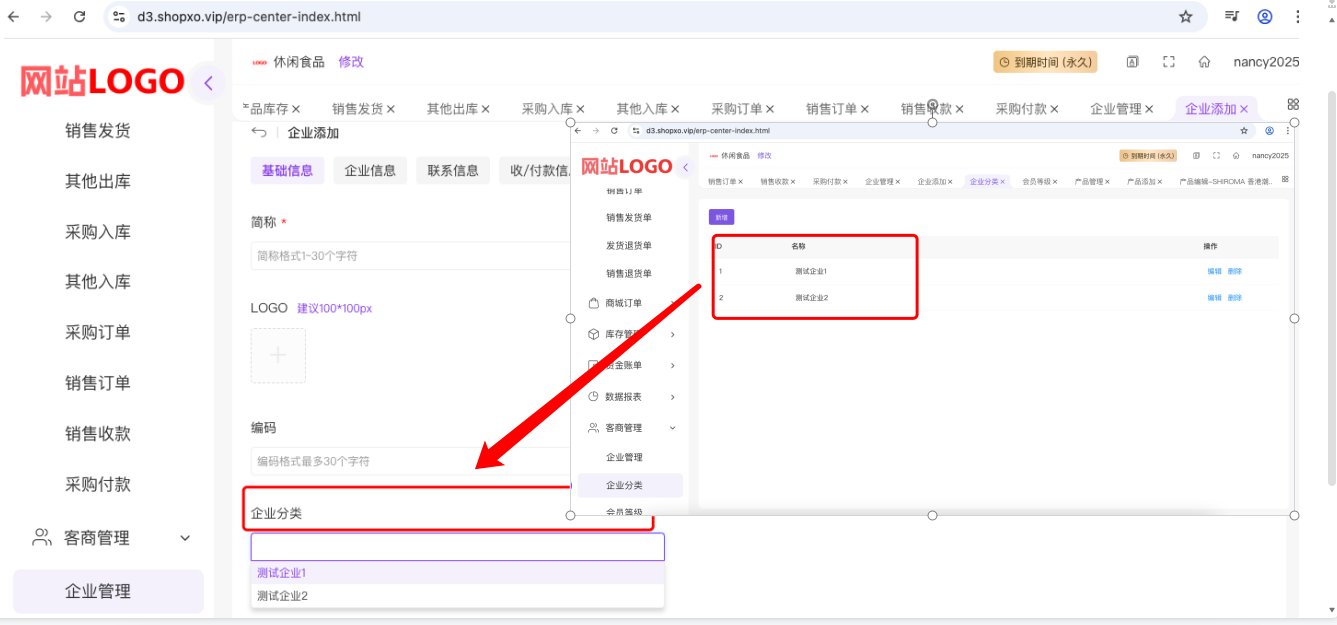 d3.shopxo.vip/erp-center-index.html
网站LOGO
休闲食品 修改
到期时间 (永久)
nancy2025
品库存 × 销售发货 × 其他出库 × 采购入库 × 其他入库 × 采购订单 × 销售订单 × 销售收款 × 采购付款 × 企业管理 × 企业添加 ×
销售发货
其他出库
采购入库
其他入库
采购订单
销售订单
销售收款
采购付款
客商管理
企业管理
企业添加
基础信息 企业信息 联系信息 收/付款信
简称 *
简称格式1~30个字符
LOGO 建议100*100px
编码
编码格式最多30个字符
企业分类
测试企业1
测试企业2
d3.shopxo.vip/erp-center-index.html
网站LOGO
休闲食品 修改
到期时间 (永久)
nancy2025
销售订单 × 销售收款 × 采购付款 × 企业管理 × 企业添加 × 企业分类 × 会员等级 × 产品管理 × 产品添加 × 产品编辑-SHIROMA 香港潮..
销售订单
销售发货单
发货退货单
销售退货单
商城订单
库存管理
资金账单
数据报表
客商管理
企业管理
企业分类
会员等级
新增
ID 名称 操作
1 测试企业1 编辑 删除
2 测试企业2 编辑 删除